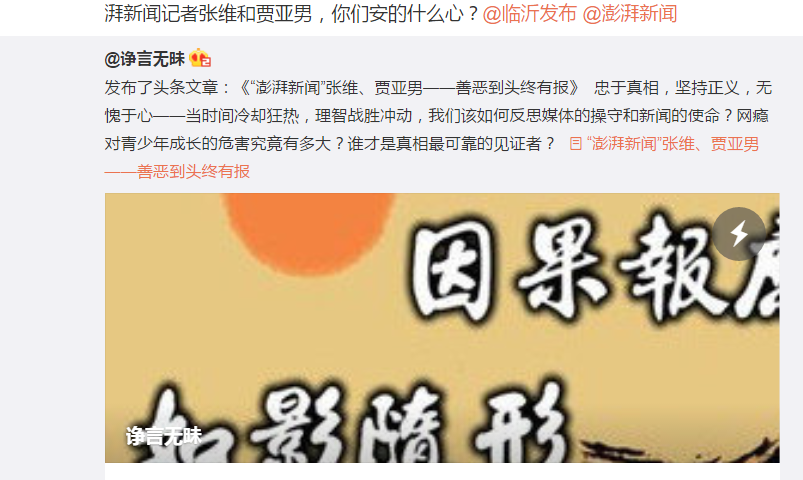 湃新闻记者张维和贾亚男，你们安的什么心？@临沂发布 @澎湃新闻
@诤言无昧
发布了头条文章：《“澎湃新闻”张维、贾亚男——善恶到头终有报》 忠于真相，坚持正义，无
愧于心——当时间冷却狂热，理智战胜冲动，我们该如何反思媒体的操守和新闻的使命？网瘾
对青少年成长的危害究竟有多大？谁才是真相最可靠的见证者？ “澎湃新闻”张维、贾亚男
——善恶到头终有报
因果報應
如影隨形
诤言无昧